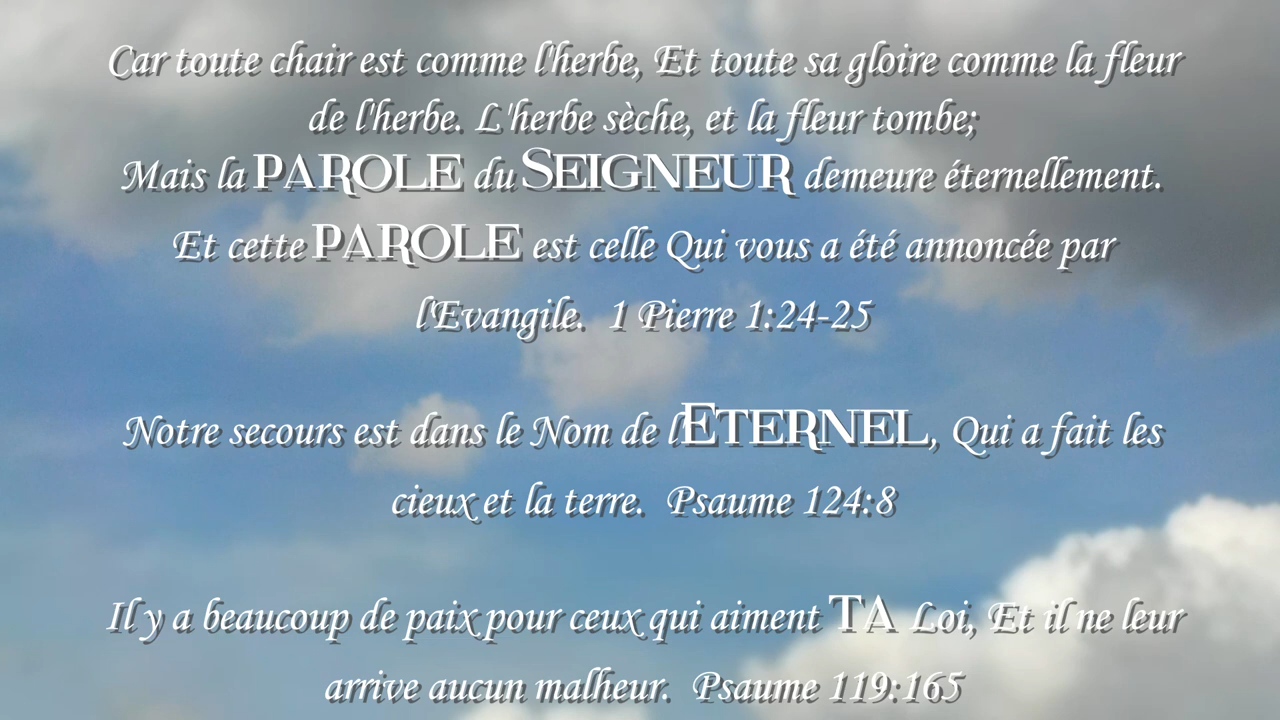 Car toute chair est comme l'herbe, Et toute sa gloire comme la fleur
de l'herbe. L'herbe sèche, et la fleur tombe;
Mais la PAROLE du SEIGNEUR demeure éternellement.
Et cette PAROLE est celle Qui vous a été annoncée par
l'Evangile. 1 Pierre 1:24-25
Notre secours est dans le Nom de l'ETERNEL, Qui a fait les
cieux et la terre. Psaume 124:8
Il y a beaucoup de paix pour ceux qui aiment TA Loi, Et il ne leur
arrive aucun malheur. Psaume 119:165